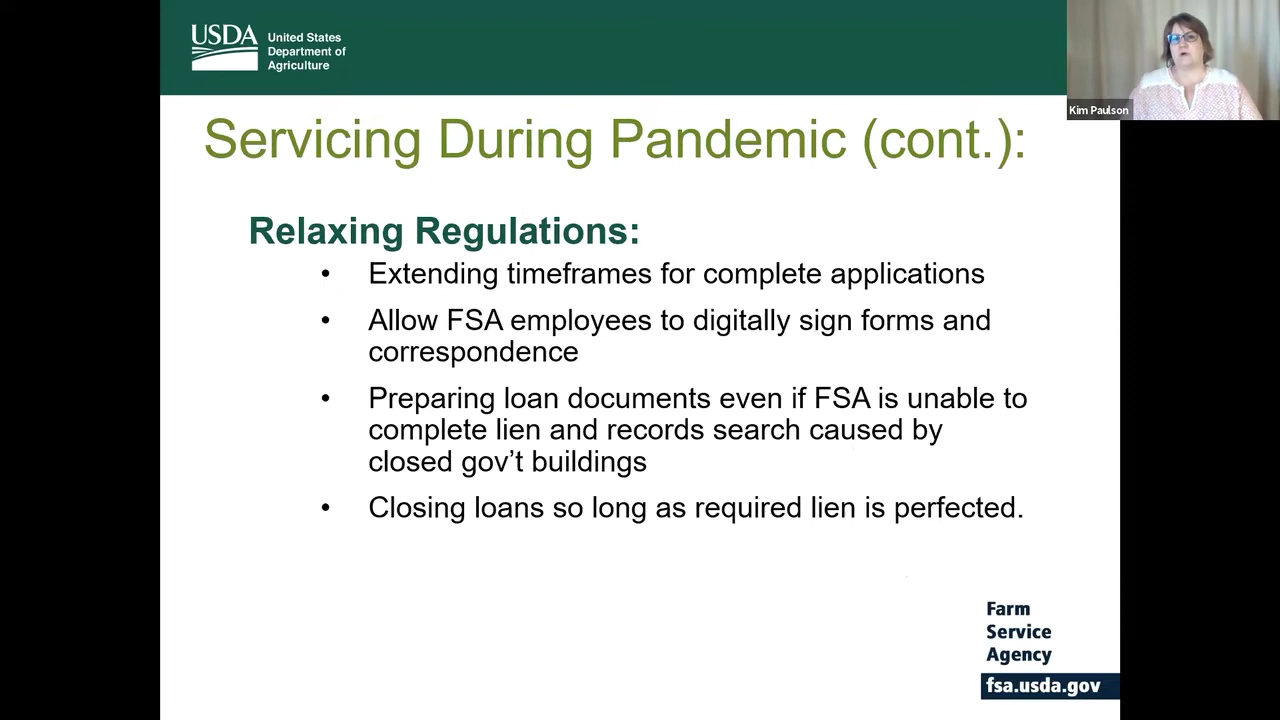 USDA
United States
Department of
Agriculture
Kim Paulson
Servicing During Pandemic (cont.):
Relaxing Regulations:
• Extending timeframes for complete applications
• Allow FSA employees to digitally sign forms and
correspondence
• Preparing loan documents even if FSA is unable to
complete lien and records search caused by
closed gov’t buildings
• Closing loans so long as required lien is perfected.
Farm
Service
Agency
fsa.usda.gov